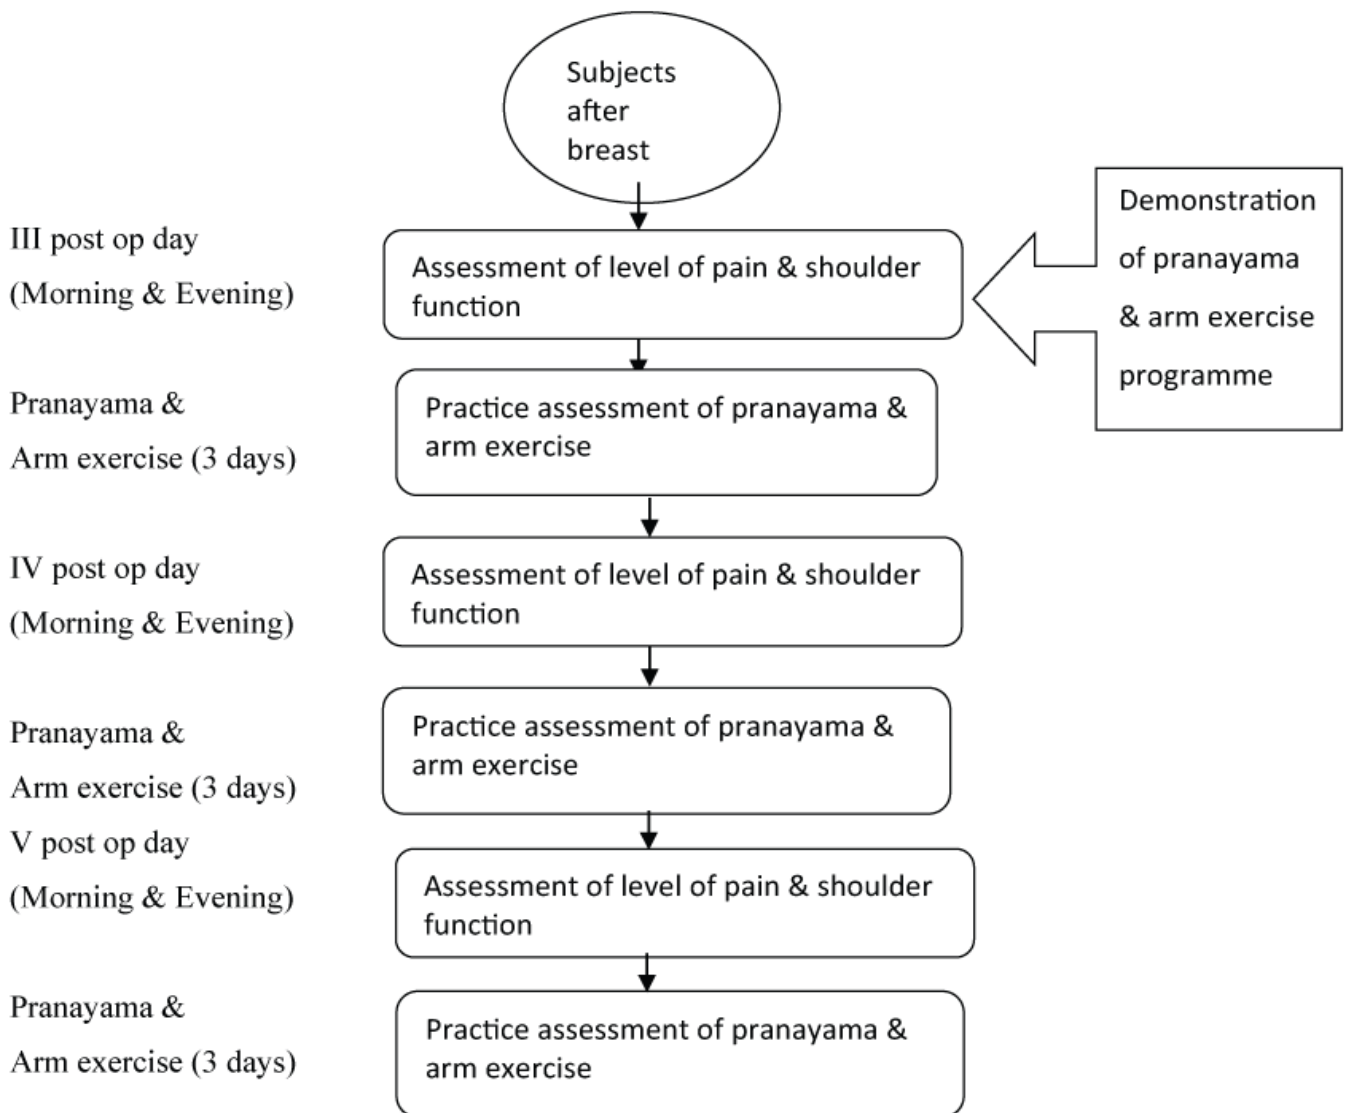 Subjects
after
breast
Demonstration
of pranayama
& arm exercise
programme
III post op day
(Morning & Evening)
Assessment of level of pain & shoulder
function
Pranayama &
Arm exercise (3 days)
Practice assessment of pranayama &
arm exercise
IV post op day
(Morning & Evening)
Assessment of level of pain & shoulder
function
Pranayama &
Arm exercise (3 days)
Practice assessment of pranayama &
arm exercise
V post op day
(Morning & Evening)
Assessment of level of pain & shoulder
function
Pranayama &
Arm exercise (3 days)
Practice assessment of pranayama &
arm exercise